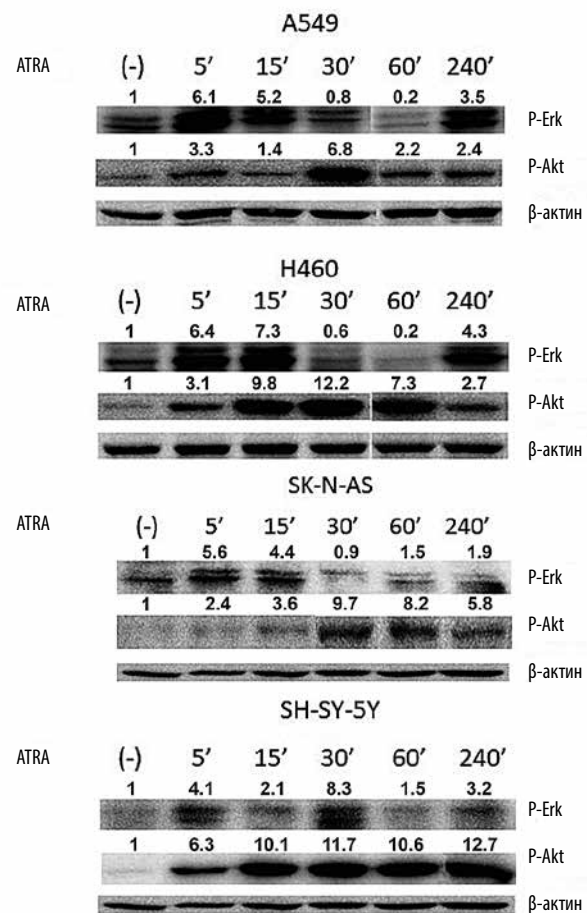 A549
ATRA (-) 5′ 15′ 30′ 60′ 240′
1 6.1 5.2 0.8 0.2 3.5
P-Erk
1 3.3 1.4 6.8 2.2 2.4
P-Akt
β-актин
H460
ATRA (-) 5′ 15′ 30′ 60′ 240′
1 6.4 7.3 0.6 0.2 4.3
P-Erk
1 3.1 9.8 12.2 7.3 2.7
P-Akt
β-актин
SK-N-AS
ATRA (-) 5′ 15′ 30′ 60′ 240′
1 5.6 4.4 0.9 1.5 1.9
P-Erk
1 2.4 3.6 9.7 8.2 5.8
P-Akt
β-актин
SH-SY-5Y
ATRA (-) 5′ 15′ 30′ 60′ 240′
1 4.1 2.1 8.3 1.5 3.2
P-Erk
1 6.3 10.1 11.7 10.6 12.7
P-Akt
β-актин